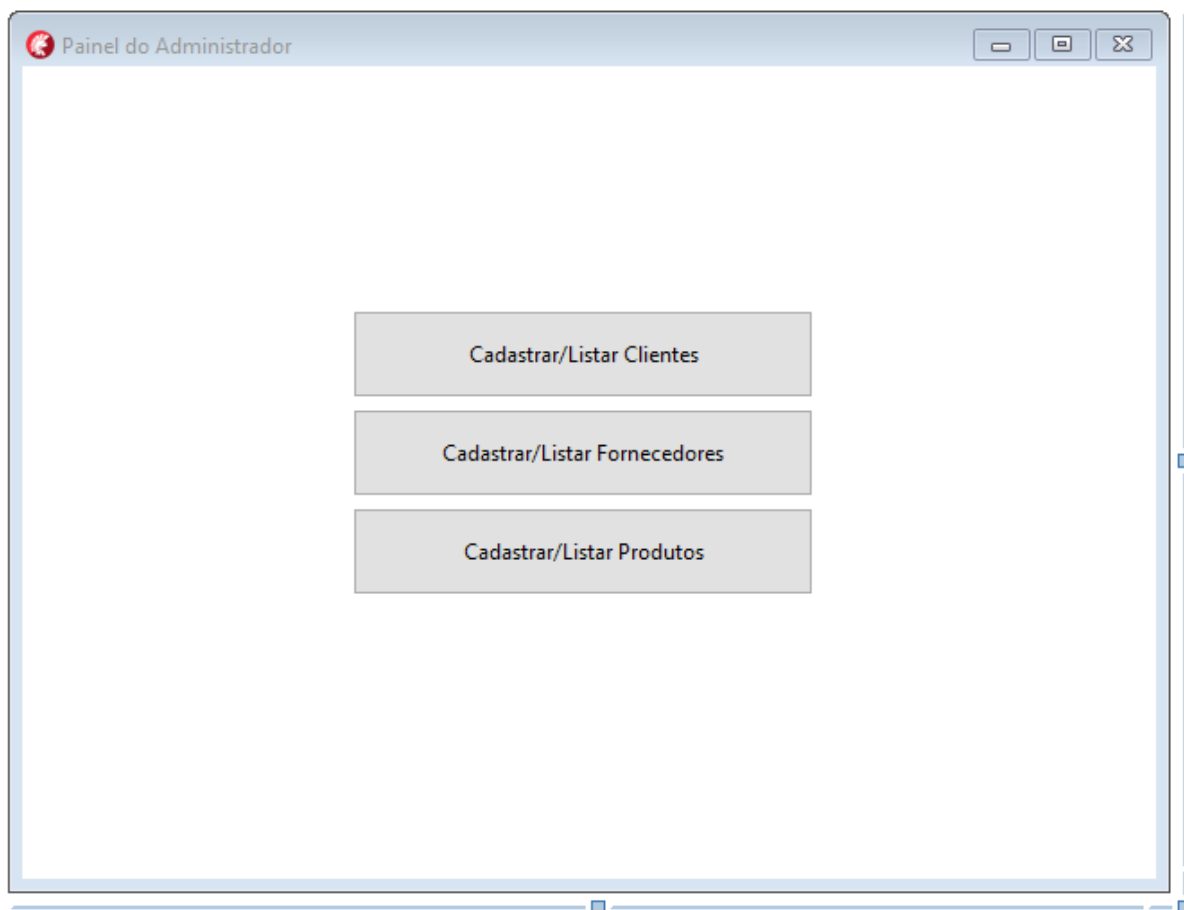 Painel do Administrador
Cadastrar/Listar Clientes
Cadastrar/Listar Fornecedores
Cadastrar/Listar Produtos